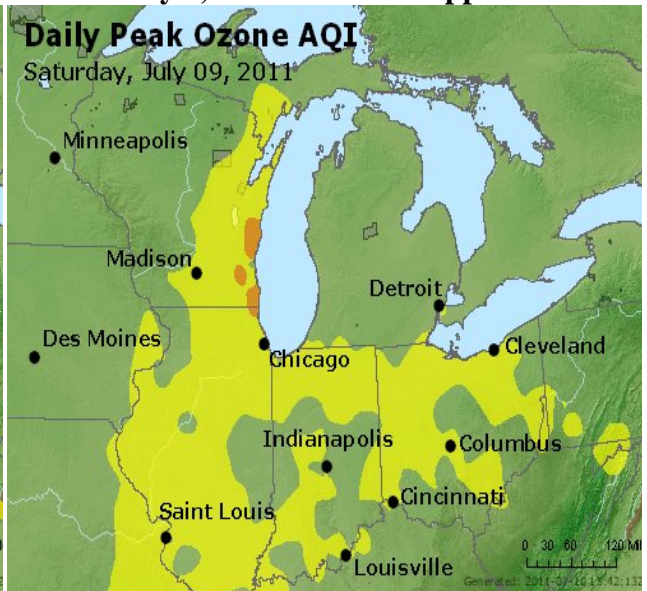 Daily Peak Ozone AQI
Saturday, July 09, 2011
Minneapolis
Madison
Detroit
Des Moines
Chicago
Cleveland
Indianapolis
Columbus
Cincinnati
Saint Louis
Louisville
0 30 60 120 Mi